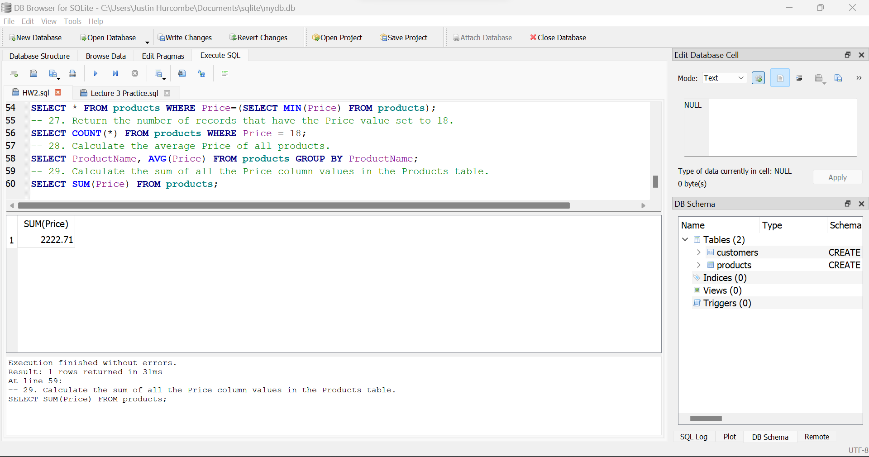 DB Browser for SQLite - C:\Users\Justin Hurcombe\Documents\sqlite\mydb.db
File Edit View Tools Help
New Database Open Database Write Changes Revert Changes Open Project Save Project Attach Database Close Database
Database Structure Browse Data Edit Pragmas Execute SQL
HW2.sql Lecture 3 Practice.sql
54 SELECT * FROM products WHERE Price=(SELECT MIN(Price) FROM products);
55 -- 27. Return the number of records that have the Price value set to 18.
56 SELECT COUNT(*) FROM products WHERE Price = 18;
57 -- 28. Calculate the average Price of all products.
58 SELECT ProductName, AVG(Price) FROM products GROUP BY ProductName;
59 -- 29. Calculate the sum of all the Price column values in the Products table.
60 SELECT SUM(Price) FROM products;
SUM(Price)
1 2222.71
Execution finished without errors.
Result: 1 rows returned in 31ms
At line 59:
-- 29. Calculate the sum of all the Price column values in the Products table.
SELECT SUM(Price) FROM products;
Edit Database Cell
Mode: Text
NULL
Type of data currently in cell: NULL
0 byte(s)
Apply
DB Schema
Name Type Schema
Tables (2)
customers CREATE
products CREATE
Indices (0)
Views (0)
Triggers (0)
SQL Log Plot DB Schema Remote
UTF-8